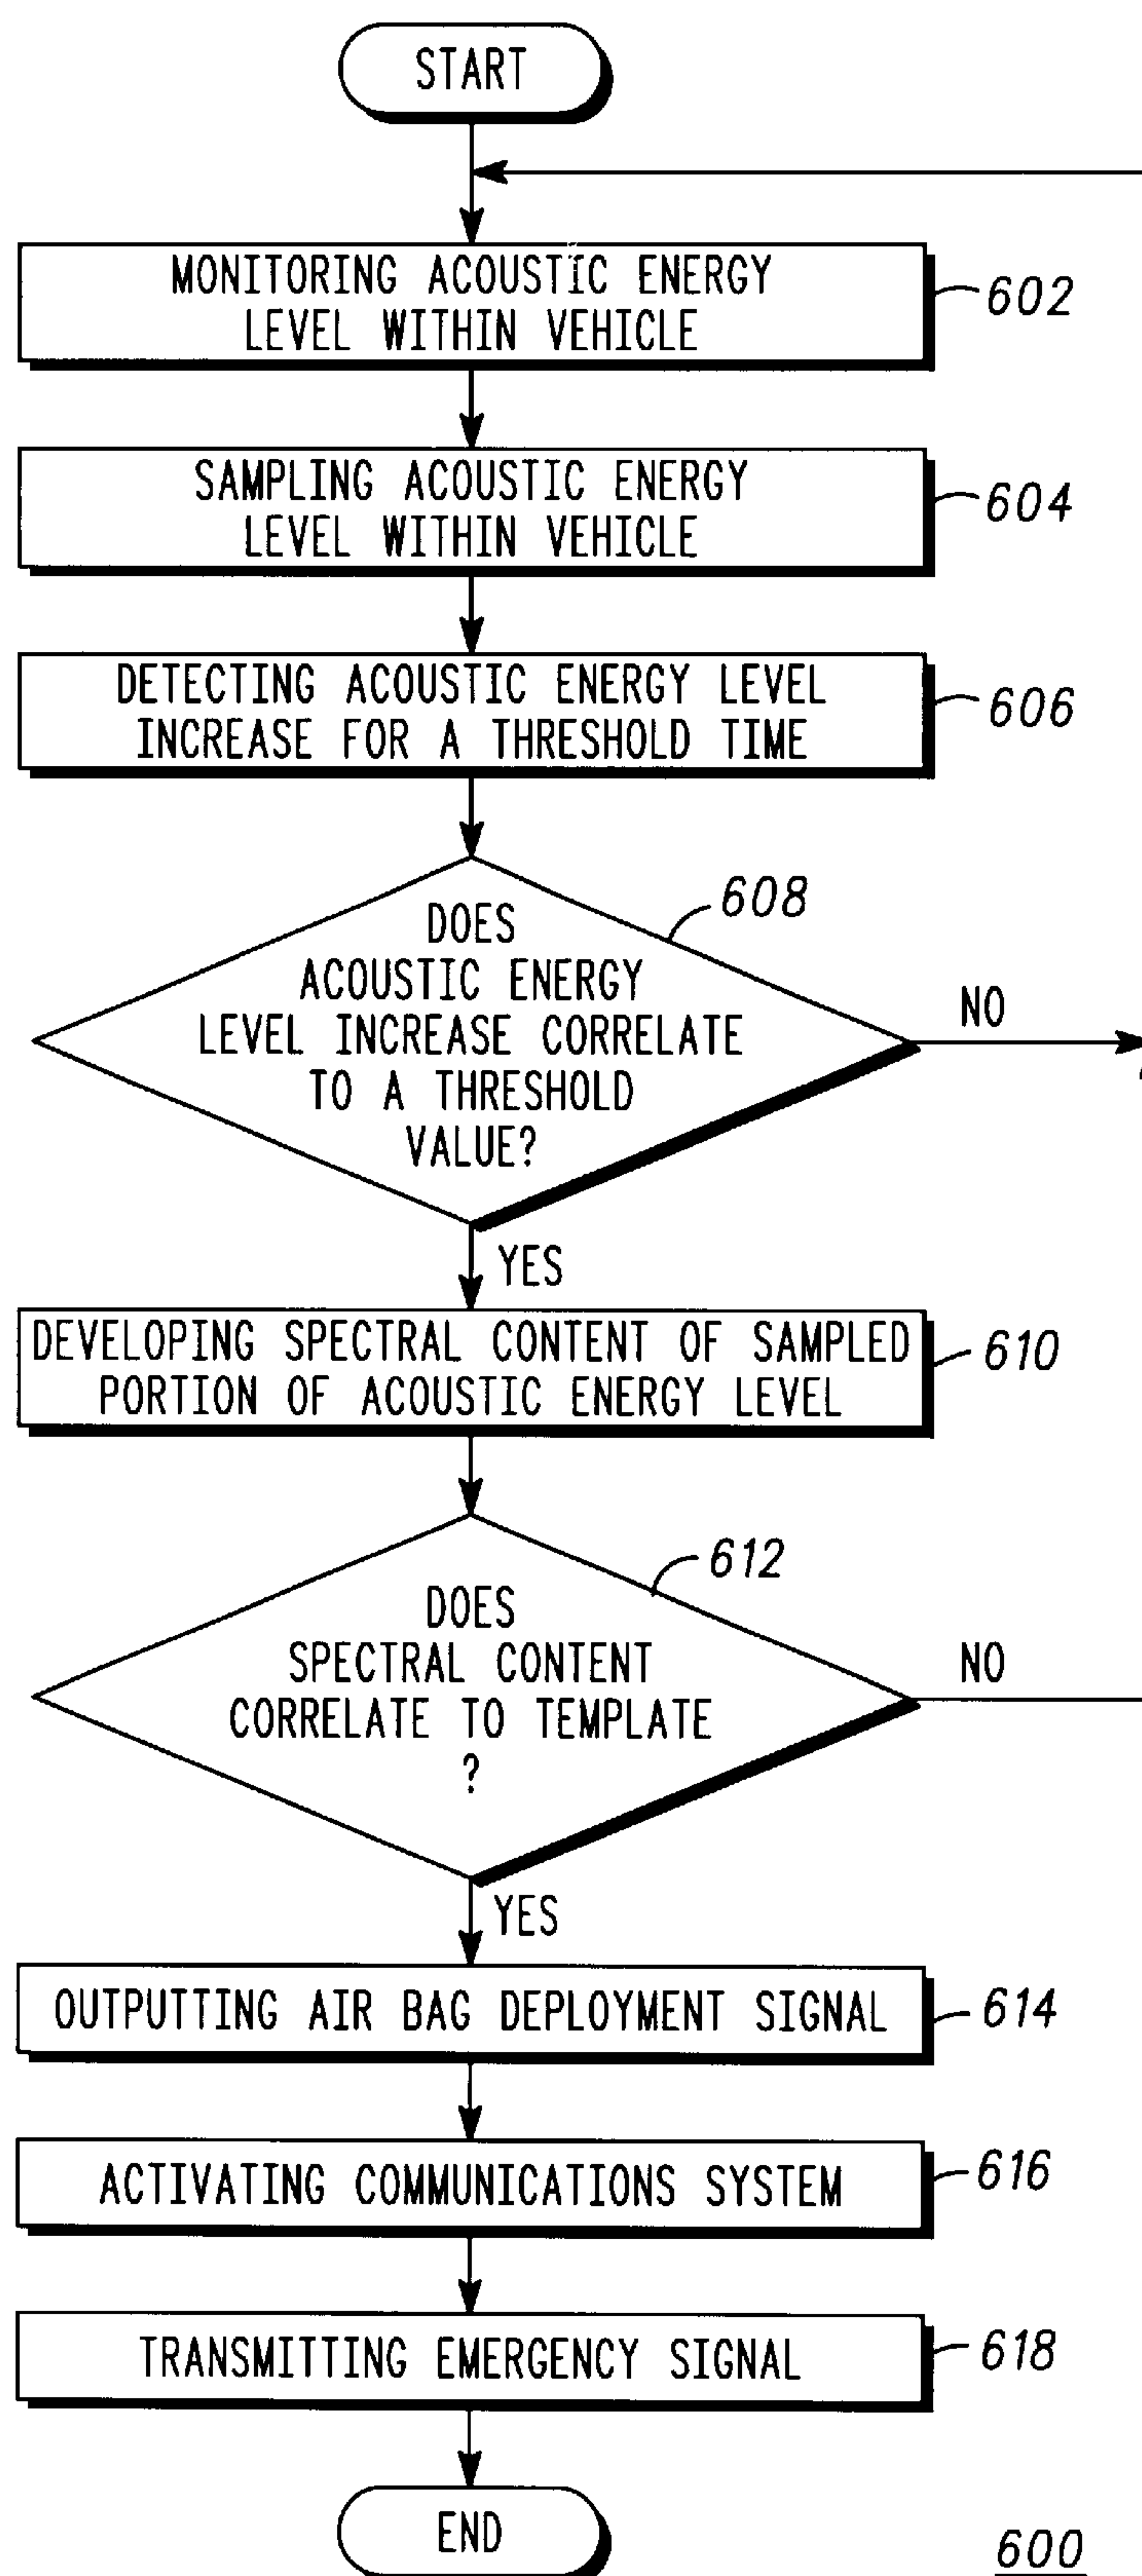 START
MONITORING ACOUSTIC ENERGY
LEVEL WITHIN VEHICLE
602
SAMPLING ACOUSTIC ENERGY
LEVEL WITHIN VEHICLE
604
DETECTING ACOUSTIC ENERGY LEVEL
INCREASE FOR A THRESHOLD TIME
606
DOES
ACOUSTIC ENERGY
LEVEL INCREASE CORRELATE
TO A THRESHOLD
VALUE?
608
NO
YES
DEVELOPING SPECTRAL CONTENT OF SAMPLED
PORTION OF ACOUSTIC ENERGY LEVEL
610
DOES
SPECTRAL CONTENT
CORRELATE TO TEMPLATE
?
612
NO
YES
OUTPUTTING AIR BAG DEPLOYMENT SIGNAL
614
ACTIVATING COMMUNICATIONS SYSTEM
616
TRANSMITTING EMERGENCY SIGNAL
618
END
600